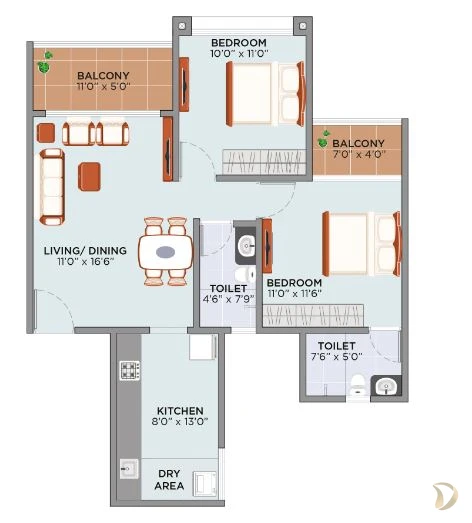 BEDROOM
10'0" x 11'0"
BALCONY
11'0" x 5'0"
BALCONY
7'0" x 4'0"
LIVING/ DINING
11'0" x 16'6"
TOILET
4'6" x 7'9"
BEDROOM
11'0" x 11'6"
TOILET
7'6" x 5'0"
KITCHEN
8'0" x 13'0"
DRY
AREA